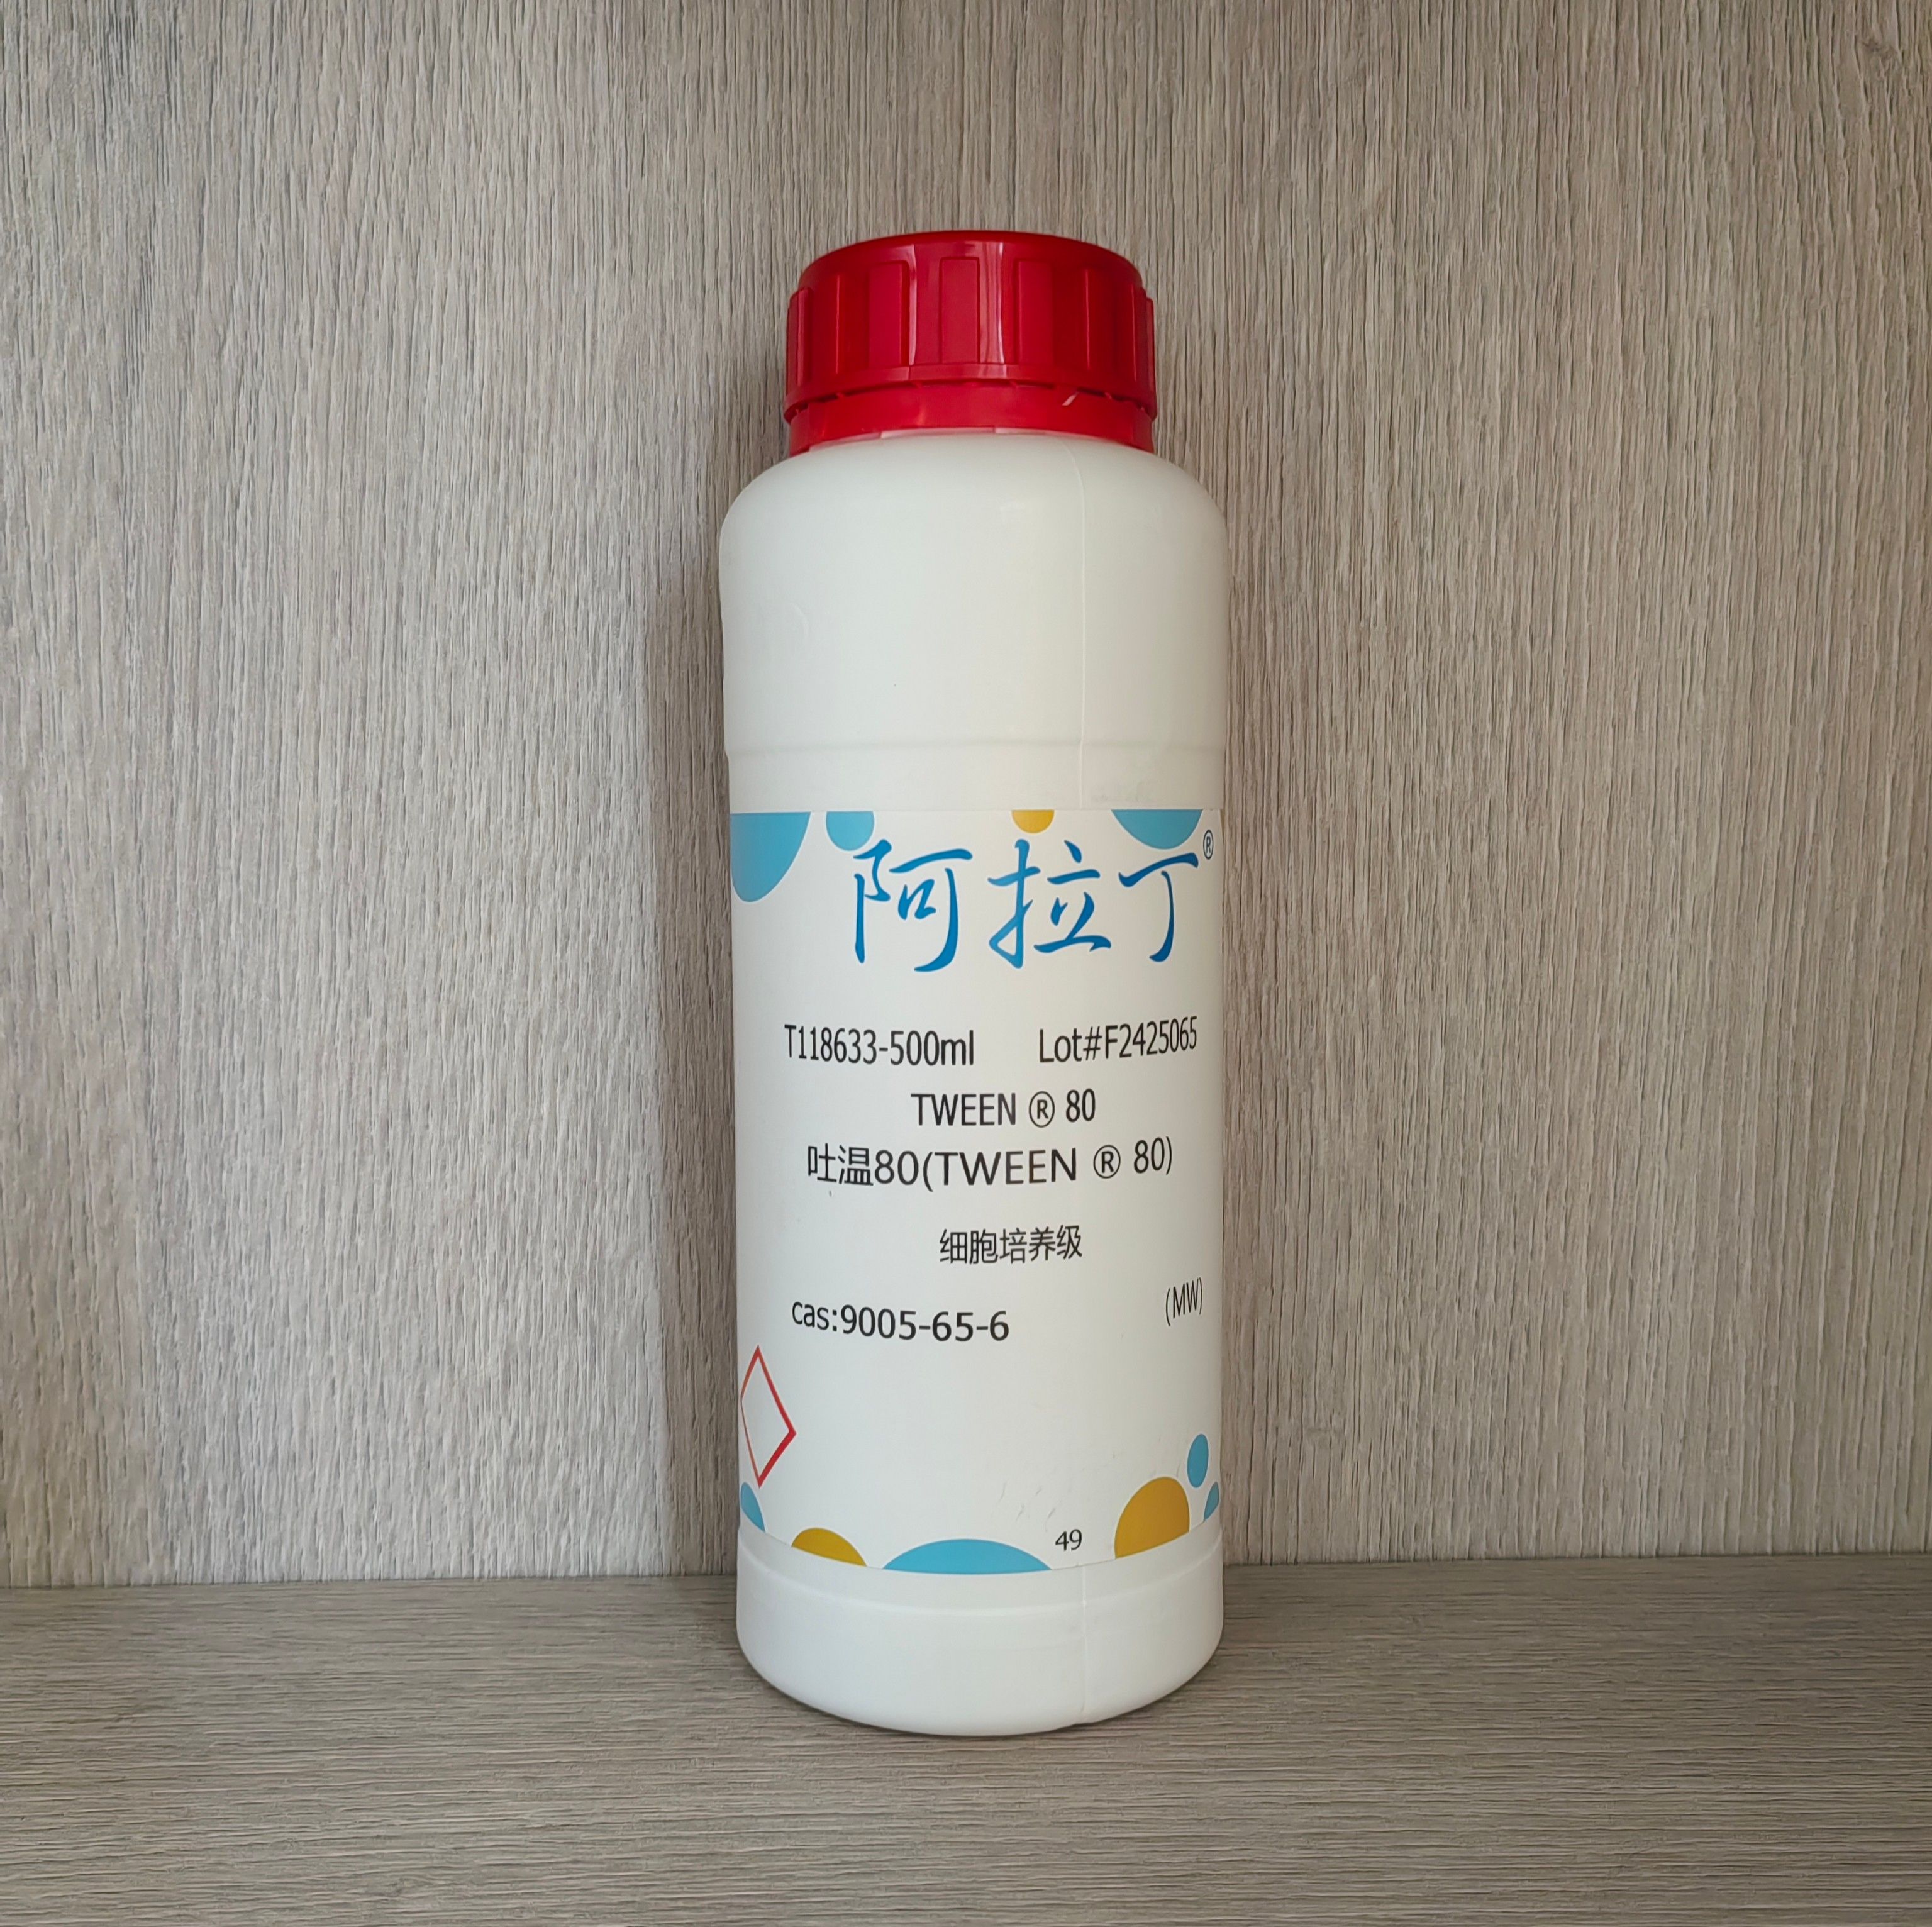 阿拉丁®
T118633-500ml Lot#F2425065
TWEEN ® 80
吐温80(TWEEN ® 80)
细胞培养级
cas:9005-65-6 (MW)
49